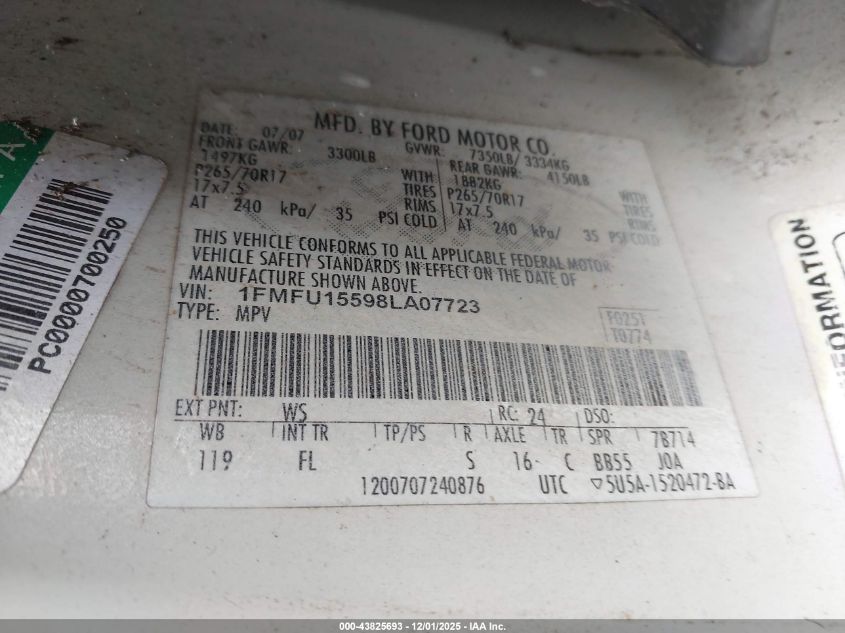 MFD. BY FORD MOTOR CO.
DATE: 07/07 GVWR: 7350LB/ 3334KG
FRONT GAWR: 3300LB REAR GAWR: 4150LB
1497KG WITH 1882KG WITH
P265/70R17 TIRES P265/70R17 TIRES
17x7.5 RIMS 17x7.5 RIMS
AT 240 kPa/ 35 PSI COLD AT 240 kPa/ 35 PSI COLD
THIS VEHICLE CONFORMS TO ALL APPLICABLE FEDERAL MOTOR
VEHICLE SAFETY STANDARDS IN EFFECT ON THE DATE OF
MANUFACTURE SHOWN ABOVE.
VIN: 1FMFU15598LA07723
TYPE: MPV
F0251
T0774
EXT PNT: WS RC: 24 DSO:
WB INT TR TP/PS R AXLE TR SPR 7B714
119 FL S 16- C BB55 J0A
1200707240876 UTC ▽5U5A-1520472-BA
PC0000700250
FORMATION
000-43825693 • 12/01/2025 • IAA Inc.